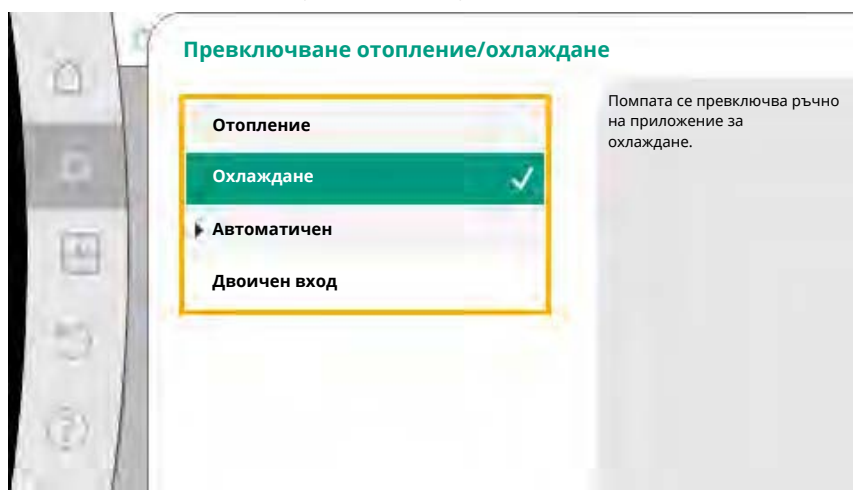 Превключване отопление/охлаждане
Отопление
Охлаждане
Автоматичен
Двоичен вход
Помпата се превключва ръчно
на приложение за
охлаждане.